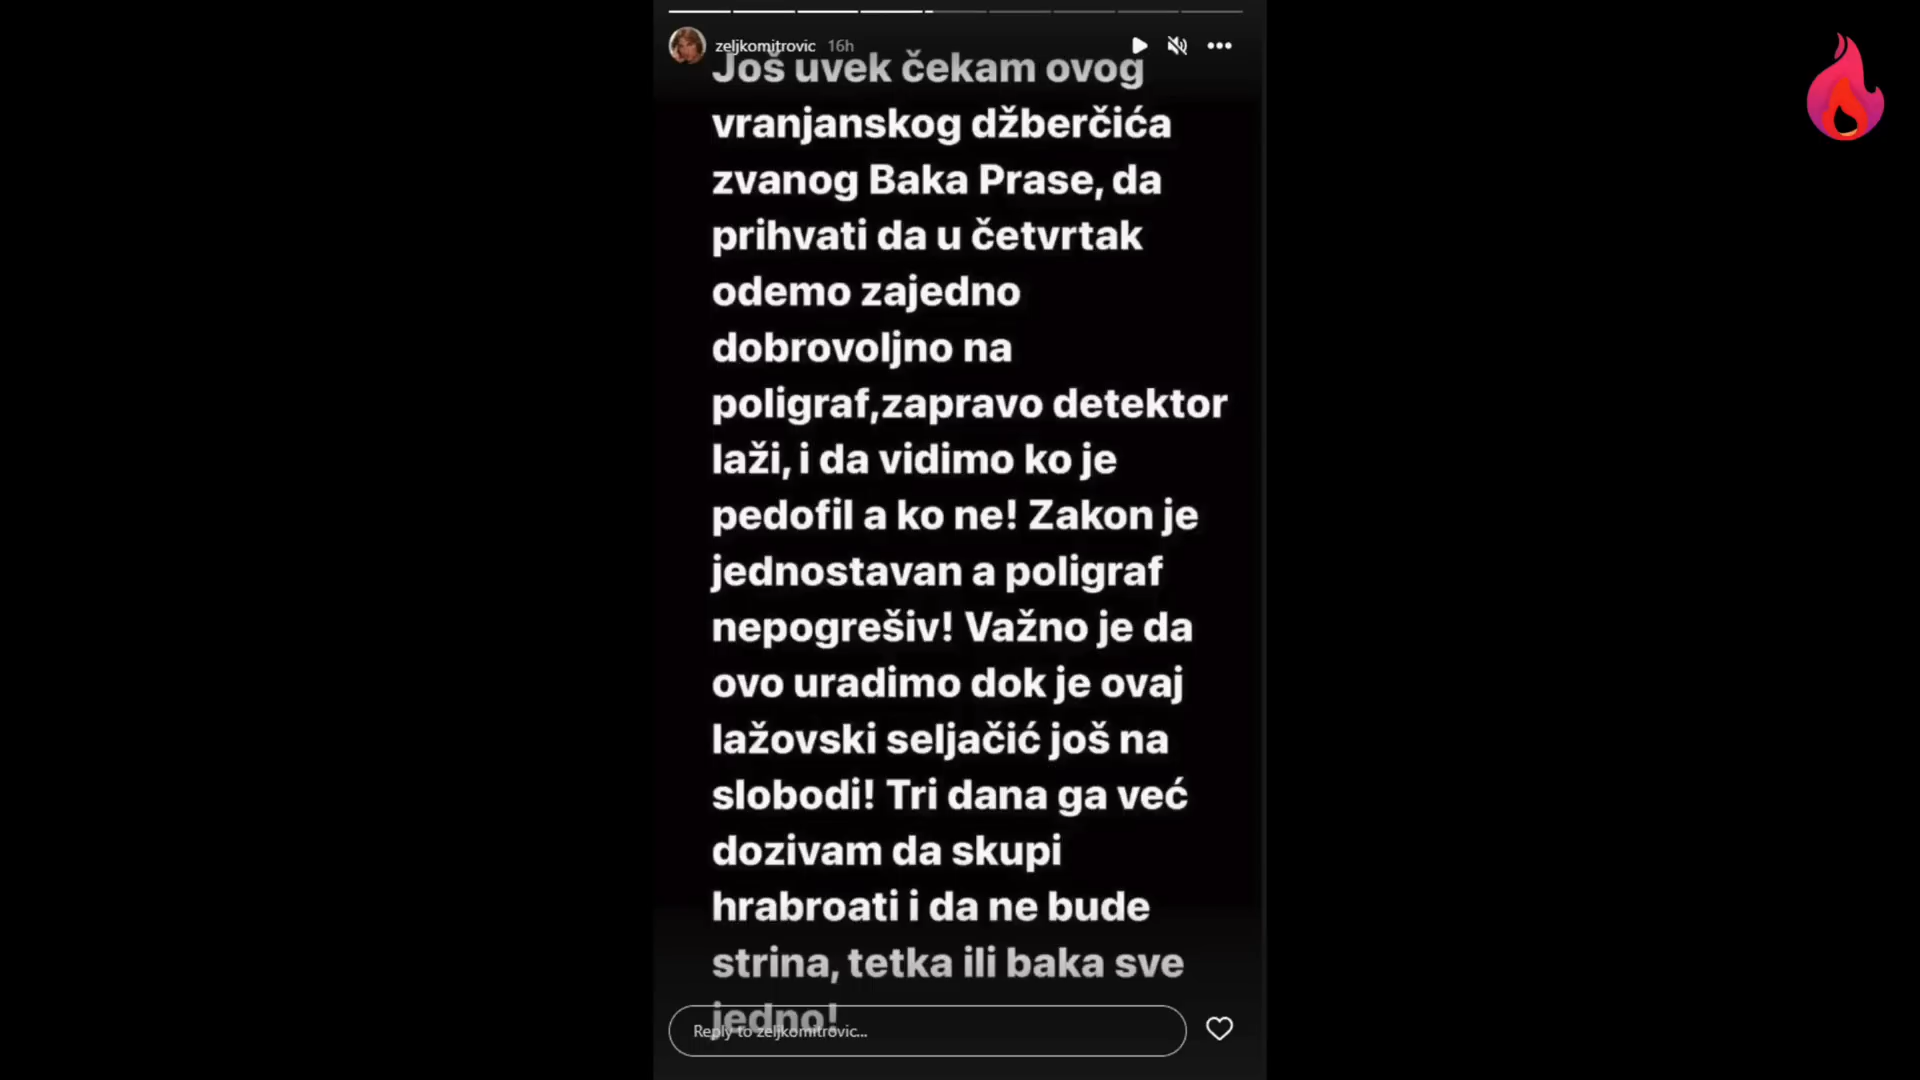 zeljkomitrovic 16h
Još uvek čekam ovog
vranjanskog džberčića
zvanog Baka Prase, da
prihvati da u četvrtak
odemo zajedno
dobrovoljno na
poligraf,zapravo detektor
laži, i da vidimo ko je
pedofil a ko ne! Zakon je
jednostavan a poligraf
nepogrešiv! Važno je da
ovo uradimo dok je ovaj
lažovski seljačić još na
slobodi! Tri dana ga već
dozivam da skupi
hrabroati i da ne bude
strina, tetka ili baka sve
jedno!
Reply to zeljkomitrovic...